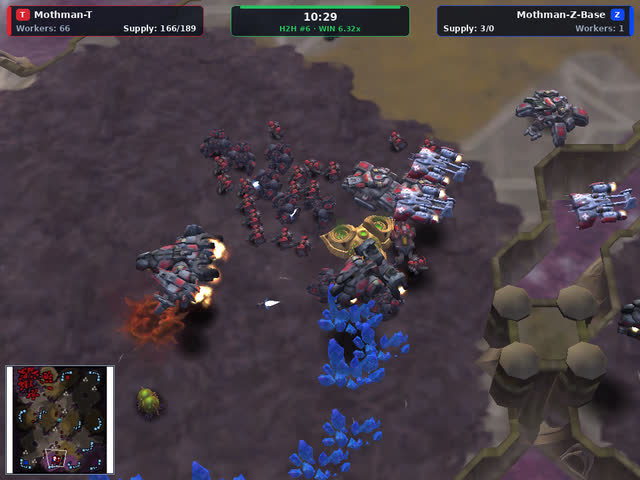 T Mothman-T
Workers: 66 Supply: 166/189
10:29
H2H #6 · WIN 6.32x
Mothman-Z-Base Z
Supply: 3/0 Workers: 1